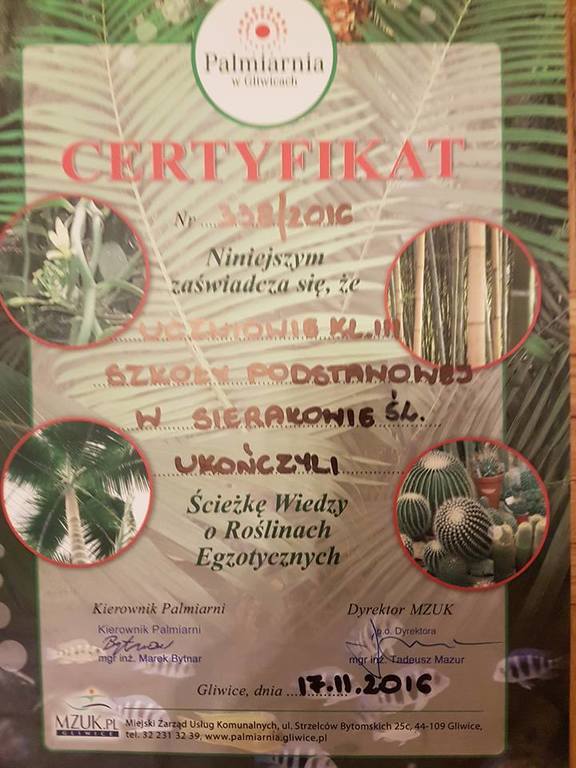 Palmiarnia
w Gliwicach
CERTYFIKAT
Nr 338/2016
Niniejszym
zaświadcza się, że
UCZNIOWIE KL. III
SZKOŁY PODSTAWOWEJ
W SIERAKOWIE ŚL.
UKOŃCZYLI
Ścieżkę Wiedzy
o Roślinach
Egzotycznych
Kierownik Palmiarni Dyrektor MZUK
Kierownik Palmiarni p.o. Dyrektora
Bytnar
mgr inż. Marek Bytnar mgr inż. Tadeusz Mazur
Gliwice, dnia 17.11.2016
MZUK.PL
GLIWICE
Miejski Zarząd Usług Komunalnych, ul. Strzelców Bytomskich 25c, 44-109 Gliwice,
tel. 32 231 32 39, www.palmiarnia.gliwice.pl